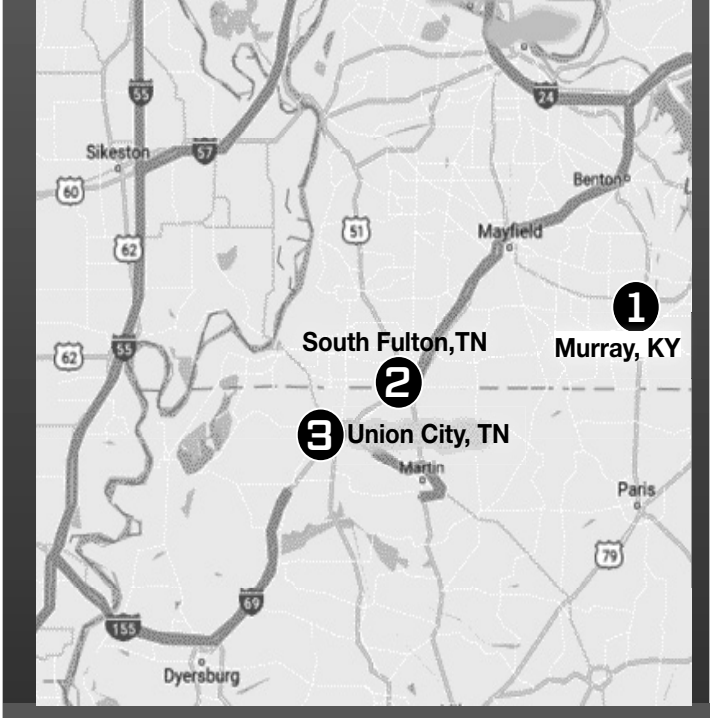 55
24
Sikeston
57
Benton
60
51
Mayfield
62
1
South Fulton,TN
Murray, KY
55
62
2
3 Union City, TN
Martin
Paris
79
69
155
Dyersburg